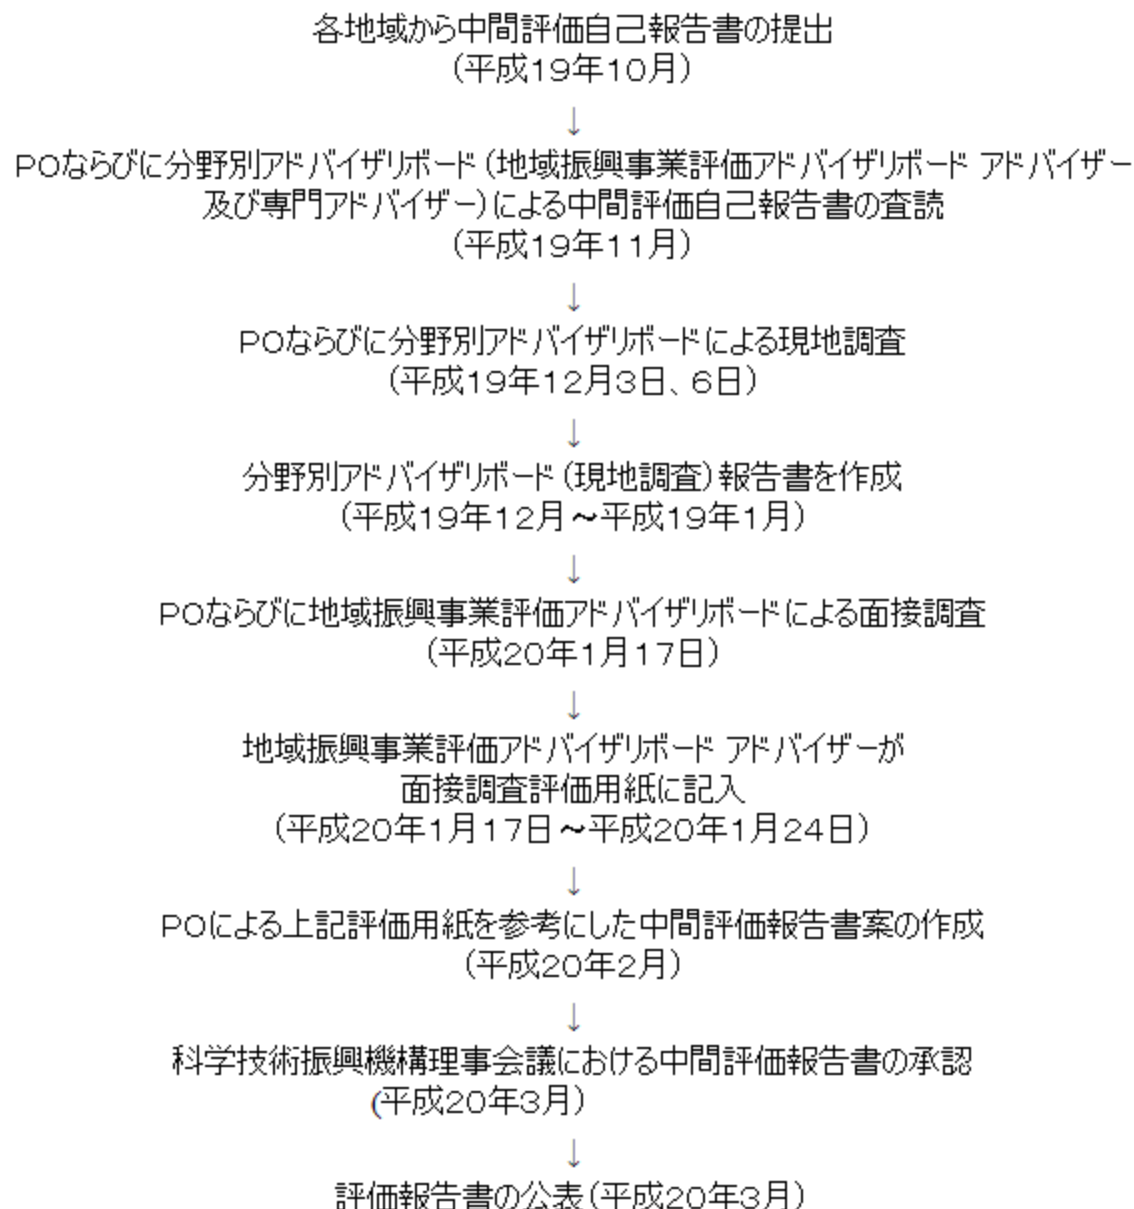 各地域から中間評価自己報告書の提出
（平成19年10月）
↓
POならびに分野別アドバイザリボード（地域振興事業評価アドバイザリボード アドバイザー
及び専門アドバイザー）による中間評価自己報告書の査読
（平成19年11月）
↓
POならびに分野別アドバイザリボードによる現地調査
（平成19年12月3日、6日）
↓
分野別アドバイザリボード（現地調査）報告書を作成
（平成19年12月～平成19年1月）
↓
POならびに地域振興事業評価アドバイザリボードによる面接調査
（平成20年1月17日）
↓
地域振興事業評価アドバイザリボード アドバイザーが
面接調査評価用紙に記入
（平成20年1月17日～平成20年1月24日）
↓
POによる上記評価用紙を参考にした中間評価報告書案の作成
（平成20年2月）
↓
科学技術振興機構理事会議における中間評価報告書の承認
(平成20年3月）
↓
評価報告書の公表（平成20年3月）